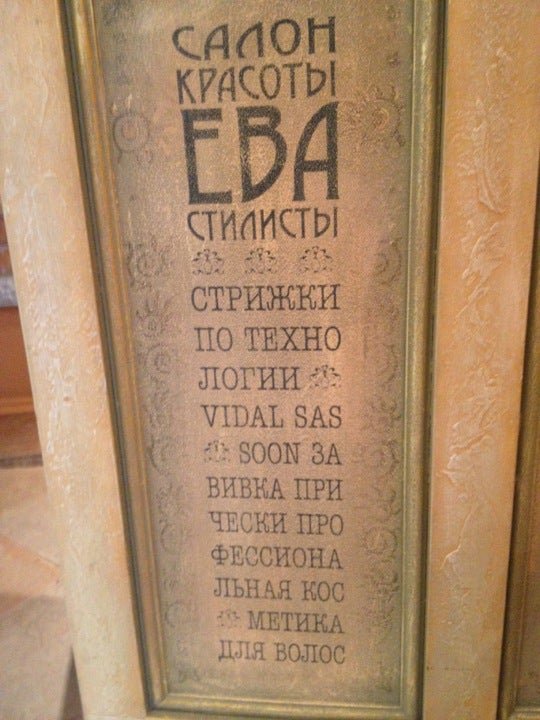 САЛОН
КРАСОТЫ
ЕВА
СТИЛИСТЫ
СТРИЖКИ
ПО ТЕХНО
ЛОГИИ
VIDAL SAS
SOON ЗА
ВИВКА ПРИ
ЧЕСКИ ПРО
ФЕССИОНА
ЛЬНАЯ КОС
МЕТИКА
ДЛЯ ВОЛОС